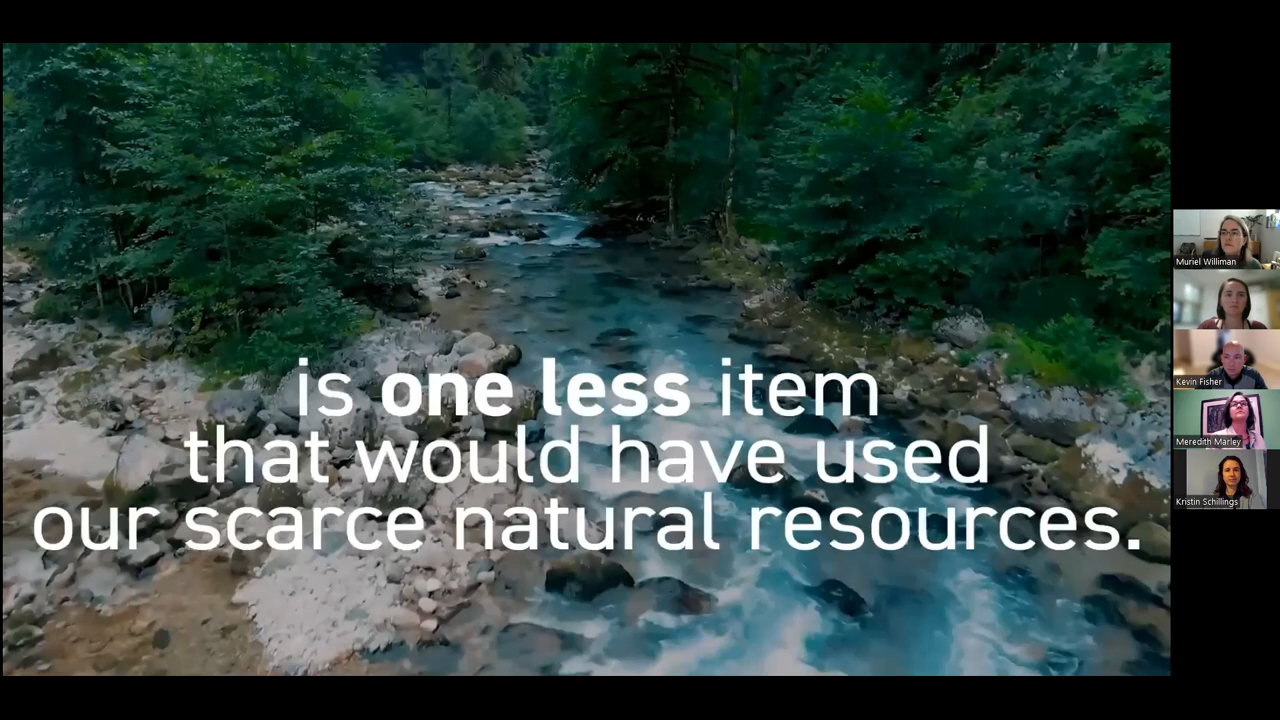 is one less item
that would have used
our scarce natural resources.
Muriel Williman
Kevin Fisher
Meredith Marley
Kristin Schillings